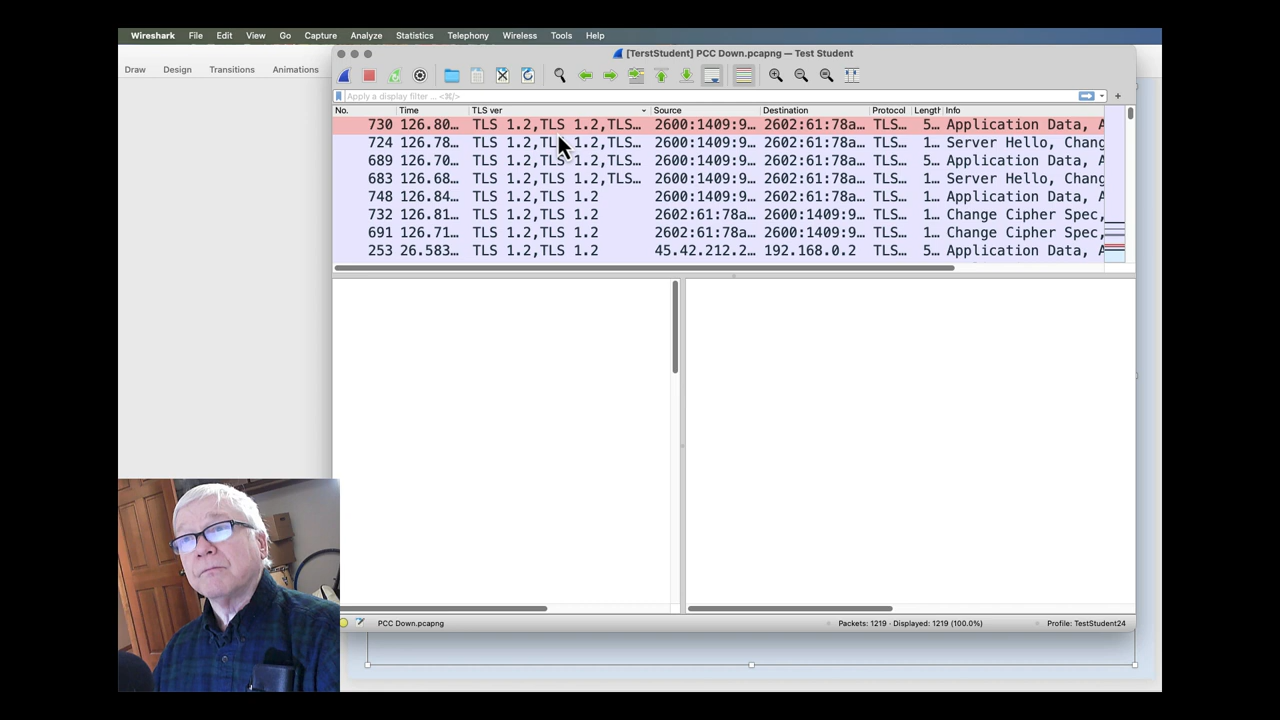 Wireshark File Edit View Go Capture Analyze Statistics Telephony Wireless Tools Help
[TerstStudent] PCC Down.pcapng — Test Student
Draw Design Transitions Animations
Apply a display filter ... <⌘/>
No. Time TLS ver Source Destination Protocol Length Info
730 126.80… TLS 1.2,TLS 1.2,TLS… 2600:1409:9… 2602:61:78a… TLS… 5… Application Data, A
724 126.78… TLS 1.2,TL 1.2,TLS… 2600:1409:9… 2602:61:78a… TLS… 1… Server Hello, Chang
689 126.70… TLS 1.2,TLS 1.2 2600:1409:9… 2602:61:78a… TLS… 5… Application Data, A
683 126.68… TLS 1.2,TLS 1.2,TLS… 2600:1409:9… 2602:61:78a… TLS… 1… Server Hello, Chang
748 126.84… TLS 1.2,TLS 1.2 2600:1409:9… 2602:61:78a… TLS… 1… Application Data, A
732 126.81… TLS 1.2,TLS 1.2 2602:61:78a… 2600:1409:9… TLS… 1… Change Cipher Spec,
691 126.71… TLS 1.2,TLS 1.2 2602:61:78a… 2600:1409:9… TLS… 1… Change Cipher Spec,
253 26.583… TLS 1.2,TLS 1.2 45.42.212.2… 192.168.0.2 TLS… 5… Application Data, A
PCC Down.pcapng Packets: 1219 · Displayed: 1219 (100.0%) Profile: TestStudent24